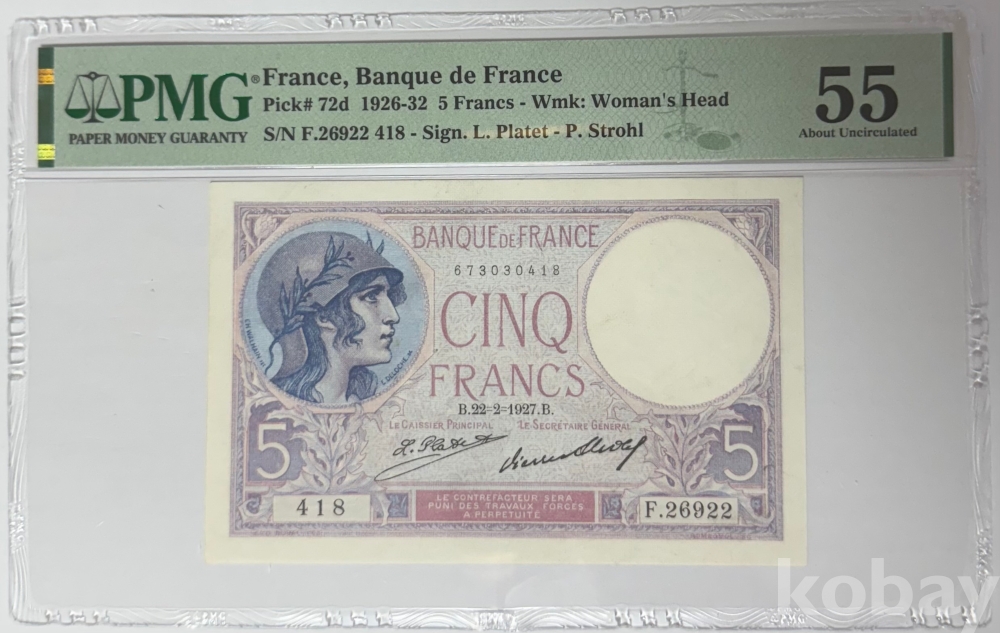 PMG®
PAPER MONEY GUARANTY
France, Banque de France
Pick# 72d 1926-32 5 Francs - Wmk: Woman's Head
S/N F.26922 418 - Sign. L. Platet - P. Strohl
55
About Uncirculated
BANQUE DE FRANCE
673030418
CINQ
FRANCS
B.22=2=1927.B.
LE CAISSIER PRINCIPAL LE SECRÉTAIRE GÉNÉRAL
L. Platet
5 5
418
LE CONTREFACTEUR SERA
PUNI DES TRAVAUX FORCÉS
A PERPÉTUITÉ
F.26922
kobay